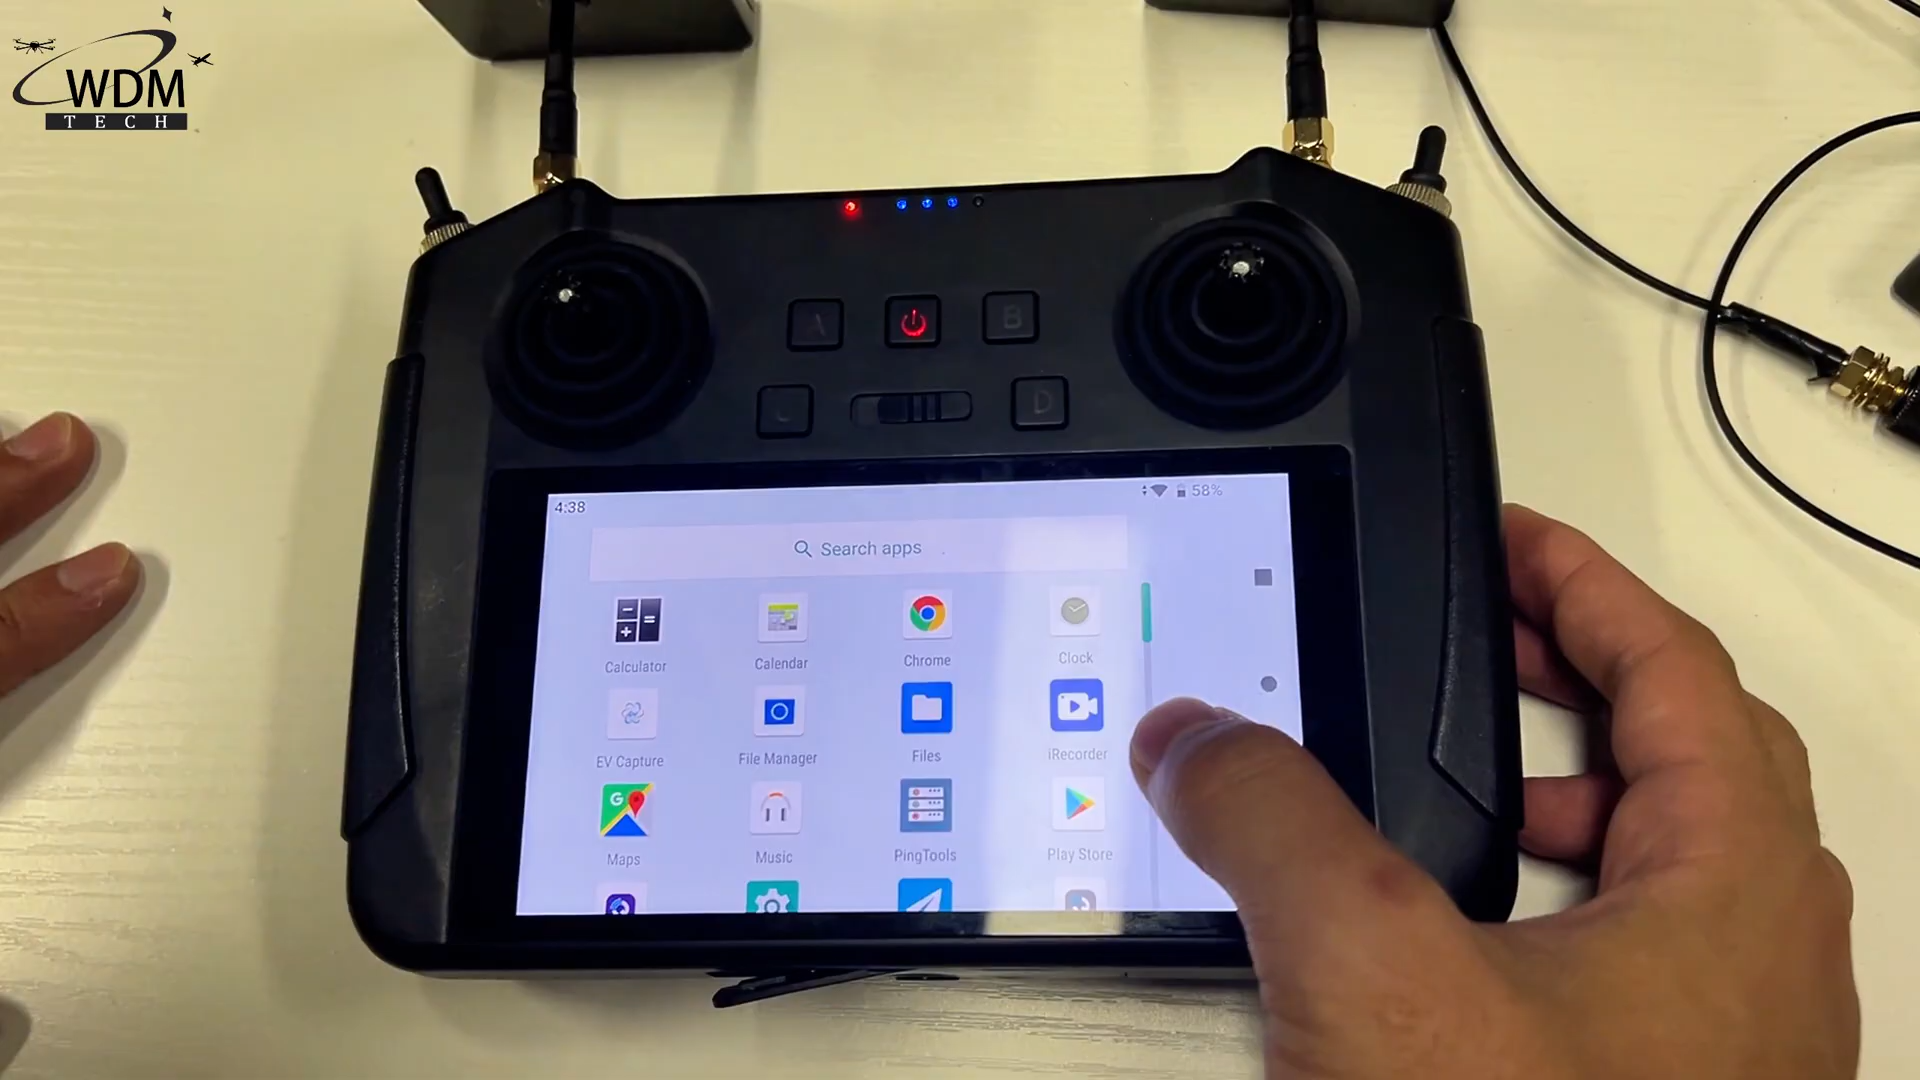 WDM
TECH
A
B
C
D
4:38
58%
Search apps
Calculator
Calendar
Chrome
Clock
EV Capture
File Manager
Files
iRecorder
Maps
Music
PingTools
Play Store